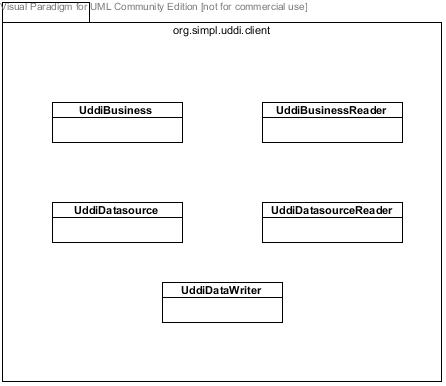 Visual Paradigm for UML Community Edition [not for commercial use]
org.simpl.uddi.client
UddiBusiness
UddiBusinessReader
UddiDatasource
UddiDatasourceReader
UddiDataWriter